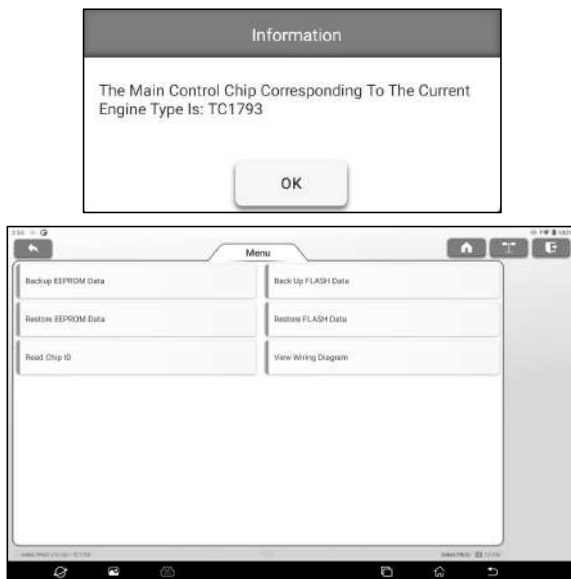 Information
The Main Control Chip Corresponding To The Current
Engine Type Is: TC1793
OK
Menu
Backup EEPROM Data
Back Up FLASH Data
Restore EEPROM Data
Restore FLASH Data
Read Chip ID
View Wiring Diagram